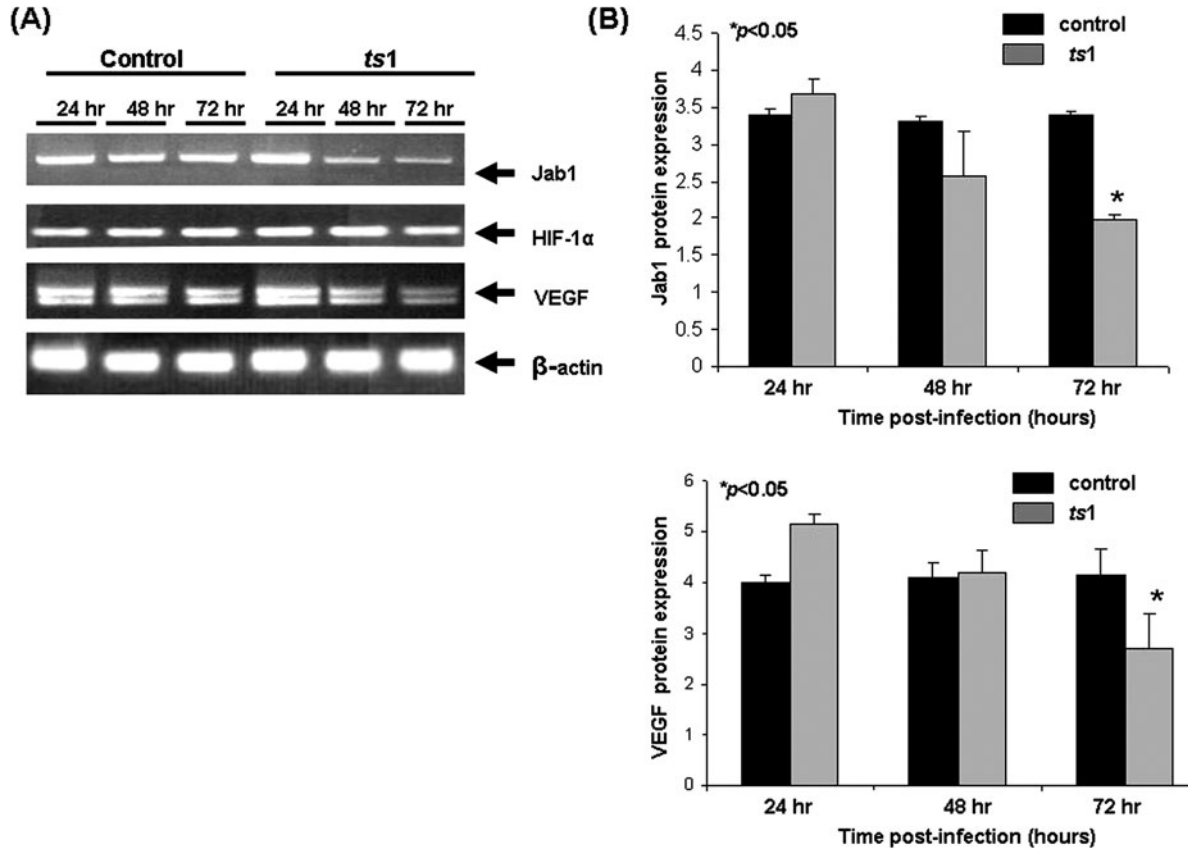 (A)
Control ts1
24 hr 48 hr 72 hr 24 hr 48 hr 72 hr
Jab1
HIF-1α
VEGF
β-actin
(B)
*p<0.05
control
ts1
Jab1 protein expression
4.5
4
3.5
3
2.5
2
1.5
1
0.5
0
*
24 hr 48 hr 72 hr
Time post-infection (hours)
*p<0.05
control
ts1
VEGF protein expression
6
5
4
3
2
1
0
*
24 hr 48 hr 72 hr
Time post-infection (hours)